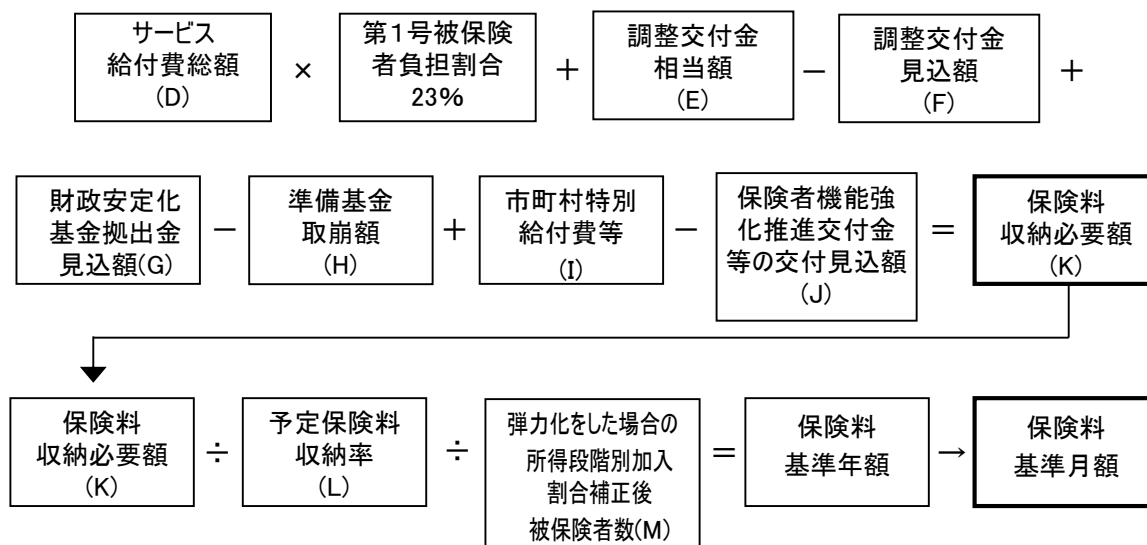 サービス
給付費総額
(D)
×
第１号被保険
者負担割合
23%
＋
調整交付金
相当額
(E)
－
調整交付金
見込額
(F)
＋
財政安定化
基金拠出金
見込額(G)
－
準備基金
取崩額
(H)
＋
市町村特別
給付費等
(I)
－
保険者機能強
化推進交付金
等の交付見込額
(J)
＝
保険料
収納必要額
(K)
保険料
収納必要額
(K)
÷
予定保険料
収納率
(L)
÷
弾力化をした場合の
所得段階別加入
割合補正後
被保険者数(M)
＝
保険料
基準年額
→
保険料
基準月額